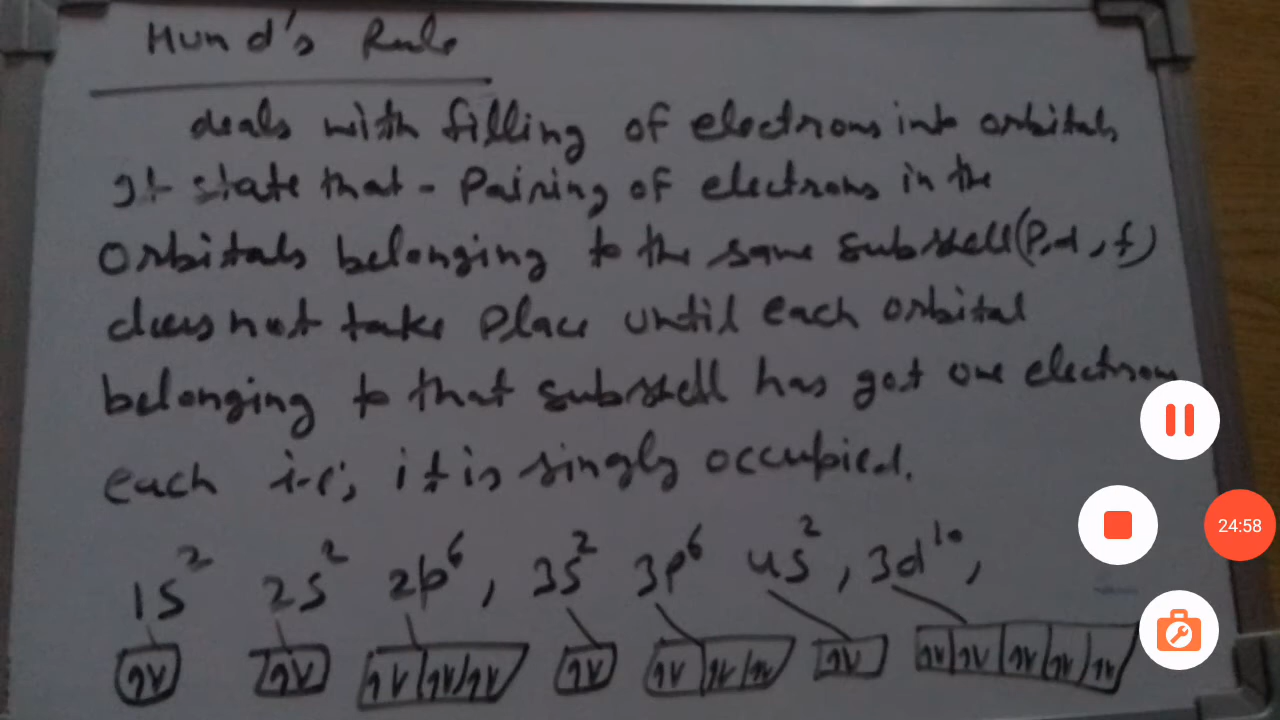 Hund's Rule
deals with filling of electrons into orbitals
It state that - Pairing of electrons in the
orbitals belonging to the same subshell (P,d,f)
does not take place until each orbital
belonging to that subshell has got one electron
each i.e; it is singly occupied.
1s² 2s² 2p⁶, 3s² 3p⁶ 4s², 3d¹⁰,
24:58